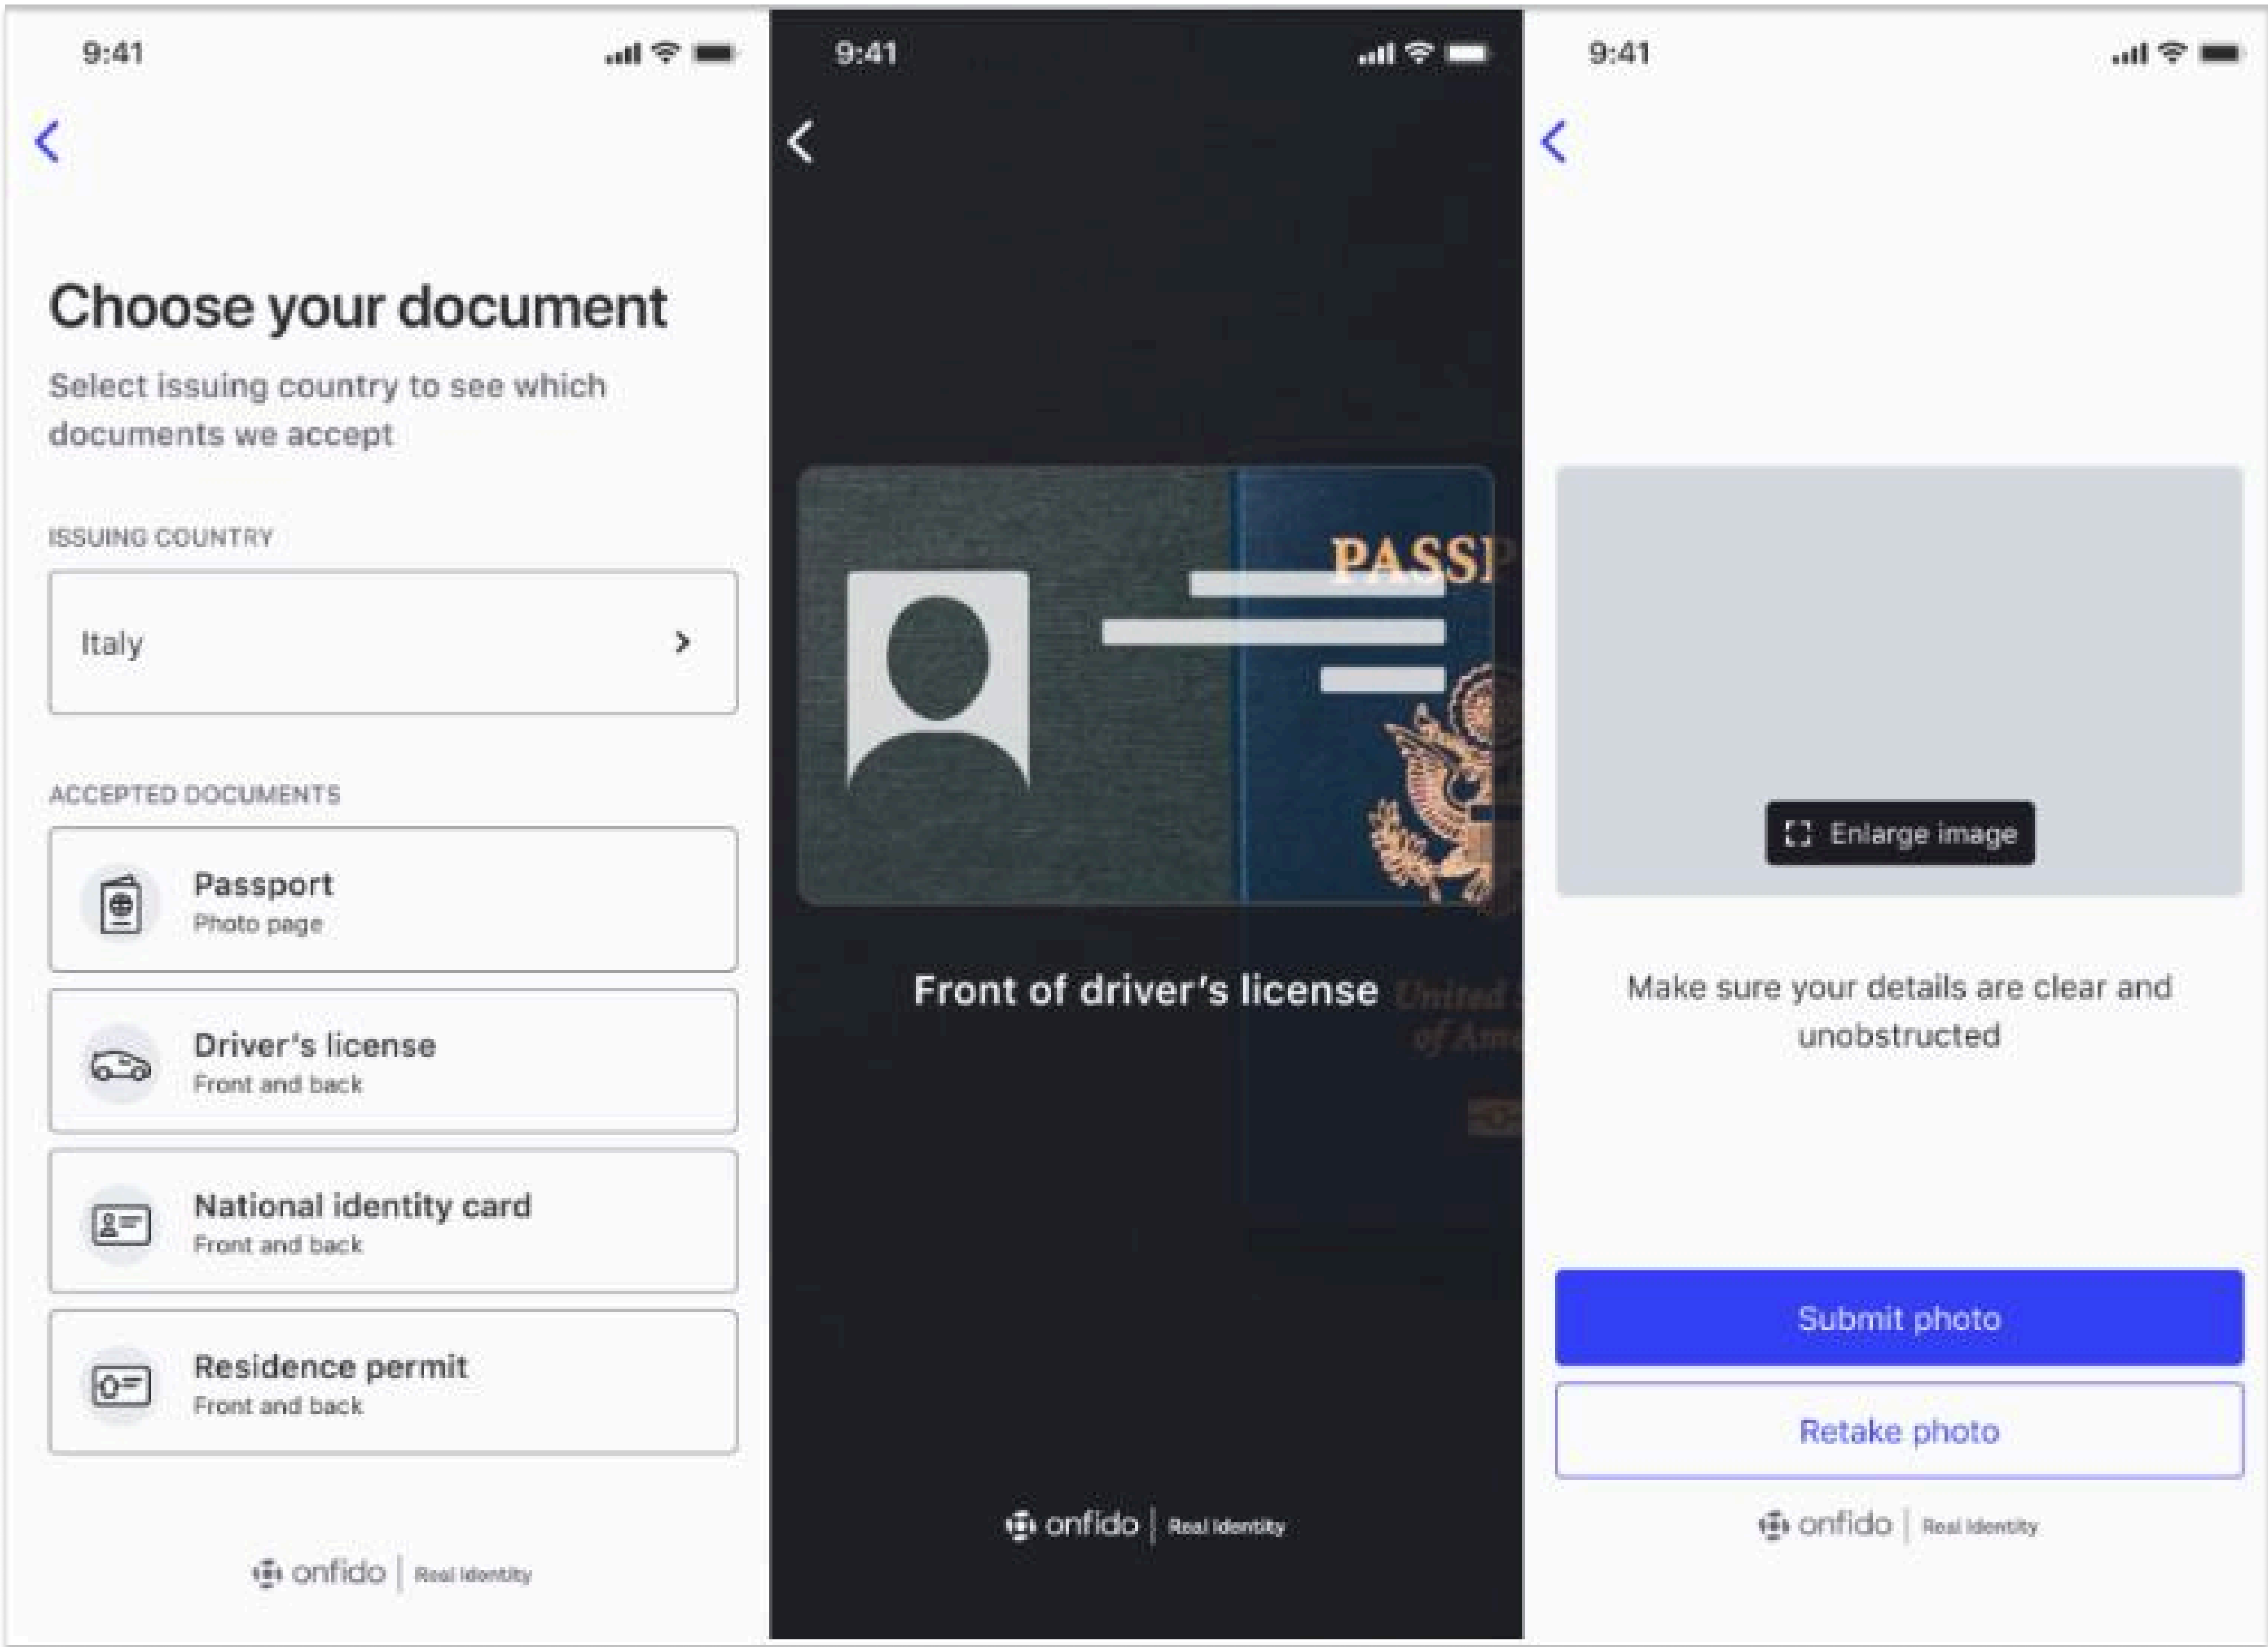 9:41
Choose your document
Select issuing country to see which
documents we accept
ISSUING COUNTRY
Italy
ACCEPTED DOCUMENTS
Passport
Photo page
Driver's license
Front and back
National identity card
Front and back
Residence permit
Front and back
onfido | Real Identity
9:41
PASSP
Front of driver's license
United S
of Ame
onfido | Real Identity
9:41
Enlarge image
Make sure your details are clear and
unobstructed
Submit photo
Retake photo
onfido | Real Identity